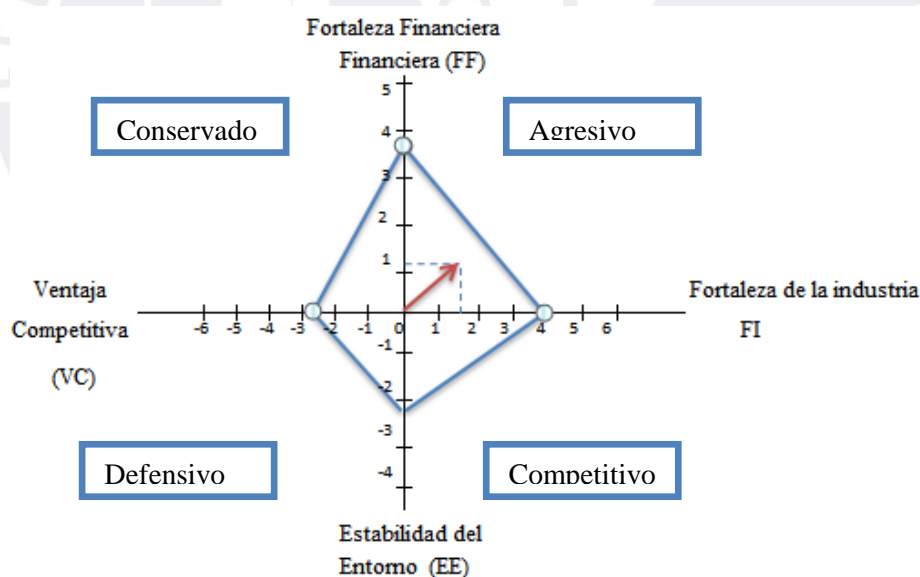 Fortaleza Financiera
Financiera (FF)
5
Conservado
Agresivo
4
3
2
1
Ventaja
Competitiva
(VC)
Fortaleza de la industria
FI
-6 -5 -4 -3 -2 -1 0 1 2 3 4 5 6
-1
-2
-3
-4
Defensivo
Competitivo
Estabilidad del
Entorno (EE)